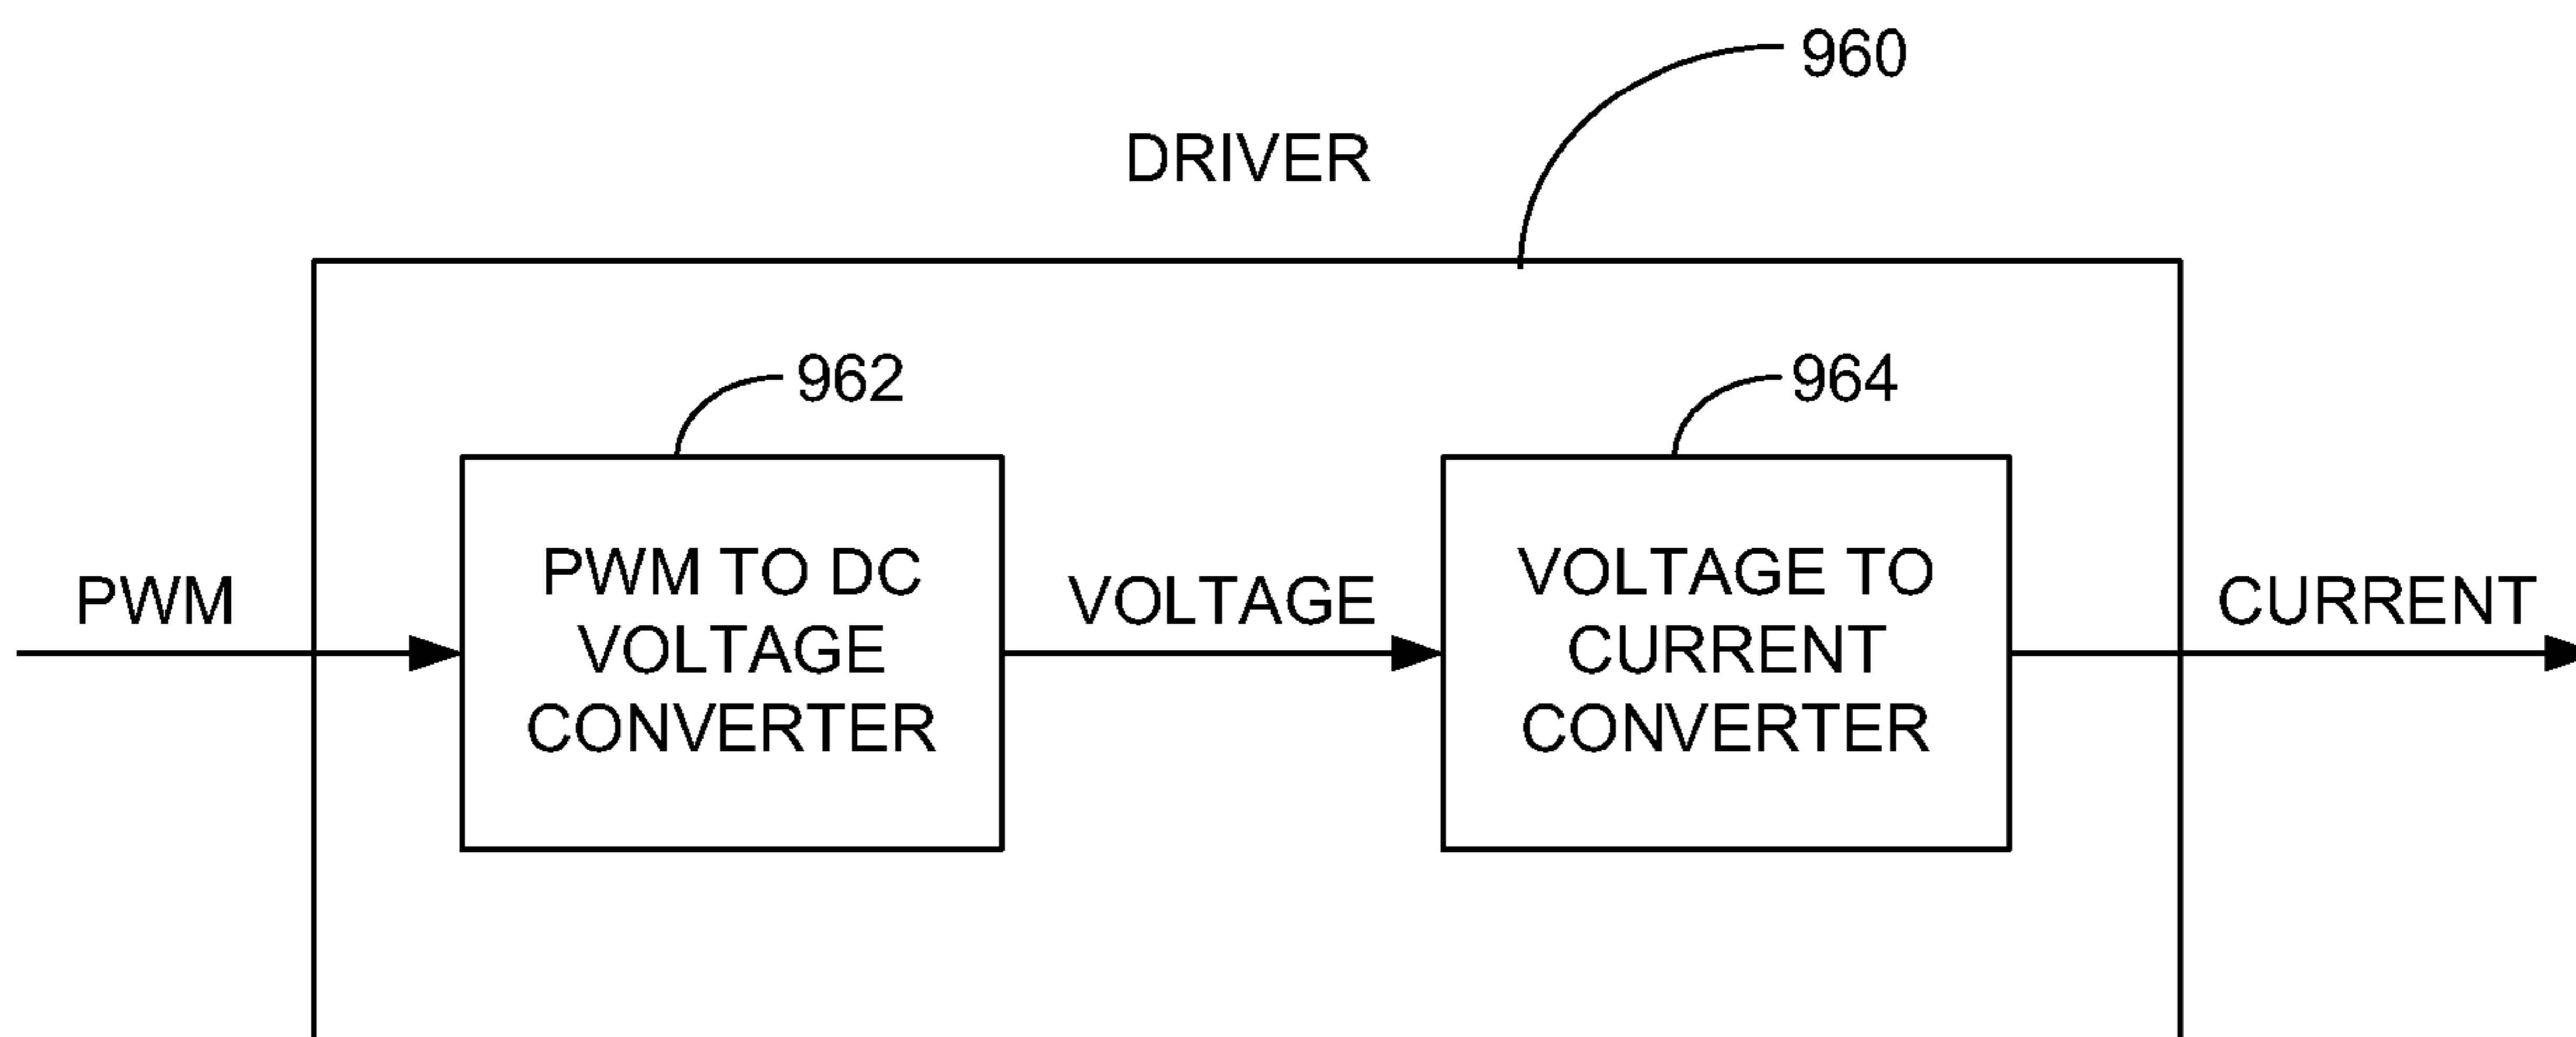 960
DRIVER
962
964
PWM
PWM TO DC
VOLTAGE
CONVERTER
VOLTAGE
VOLTAGE TO
CURRENT
CONVERTER
CURRENT